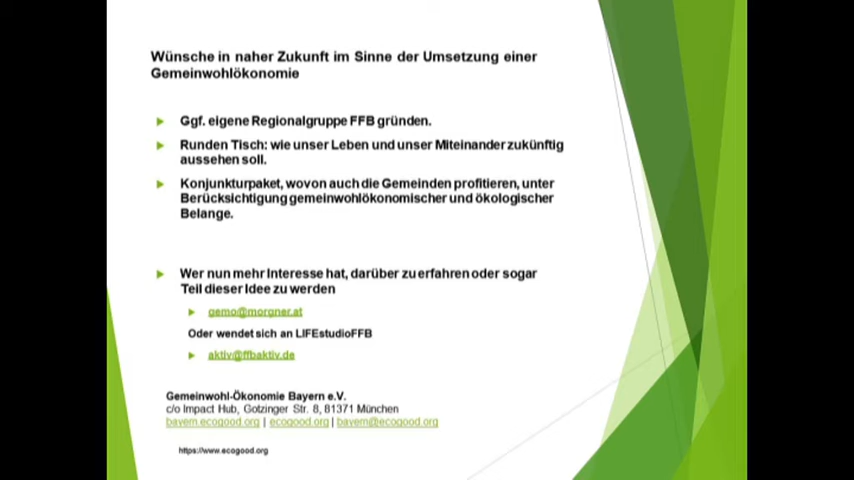 Wünsche in naher Zukunft im Sinne der Umsetzung einer
Gemeinwohlökonomie
Ggf. eigene Regionalgruppe FFB gründen.
Runden Tisch: wie unser Leben und unser Miteinander zukünftig
aussehen soll.
Konjunkturpaket, wovon auch die Gemeinden profitieren, unter
Berücksichtigung gemeinwohlökonomischer und ökologischer
Belange.
Wer nun mehr Interesse hat, darüber zu erfahren oder sogar
Teil dieser Idee zu werden
gemo@morgner.at
Oder wendet sich an LIFEstudioFFB
aktiv@ffbaktiv.de
Gemeinwohl-Ökonomie Bayern e.V.
c/o Impact Hub, Gotzinger Str. 8, 81371 München
bayern.ecogood.org | ecogood.org | bayern@ecogood.org
https://www.ecogood.org